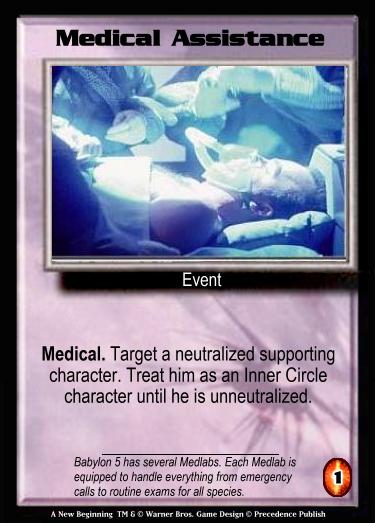 Medical Assistance
Event
Medical. Target a neutralized supporting
character. Treat him as an Inner Circle
character until he is unneutralized.
Babylon 5 has several Medlabs. Each Medlab is
equipped to handle everything from emergency
calls to routine exams for all species.
1
A New Beginning TM & © Warner Bros. Game Design © Precedence Publish